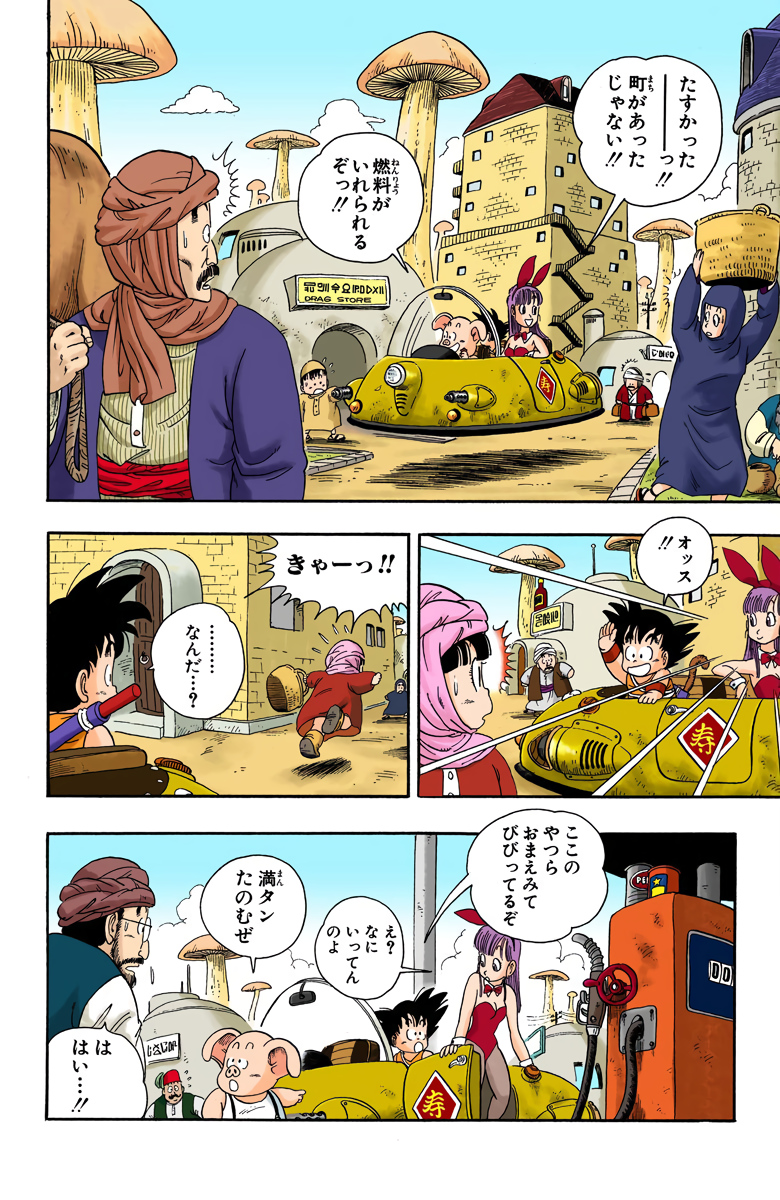 たすかった
━━━っ!!
町があった
じゃない!!
燃料が
いれられる
ぞっ!!
DRAG STORE
寿
オッス
!!
寿
きゃーっ!!
………
なんだ…?
ここの
やつら
おまえみて
びびってるぞ
え?
なに
いってん
のよ
満タン
たのむぜ
は
はい…!!
寿